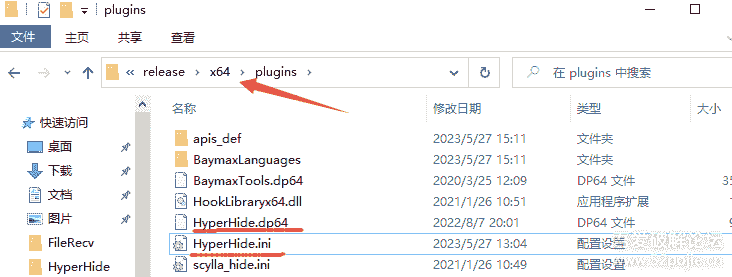 plugins
文件 主页 共享 查看
« release › x64 › plugins ›
在 plugins 中搜索
名称 修改日期 类型 大小
快速访问
桌面
下载
文档
图片
FileRecv
HyperHide
apis_def 2023/5/27 15:11 文件夹
BaymaxLanguages 2023/5/27 15:11 文件夹
BaymaxTools.dp64 2020/3/25 12:09 DP64 文件 35
HookLibraryx64.dll 2021/1/26 10:51 应用程序扩展
HyperHide.dp64 2022/8/7 20:01 DP64 文件 9
HyperHide.ini 2023/5/27 13:04 配置设置
scylla_hide.ini 2021/1/26 10:49 配置设置